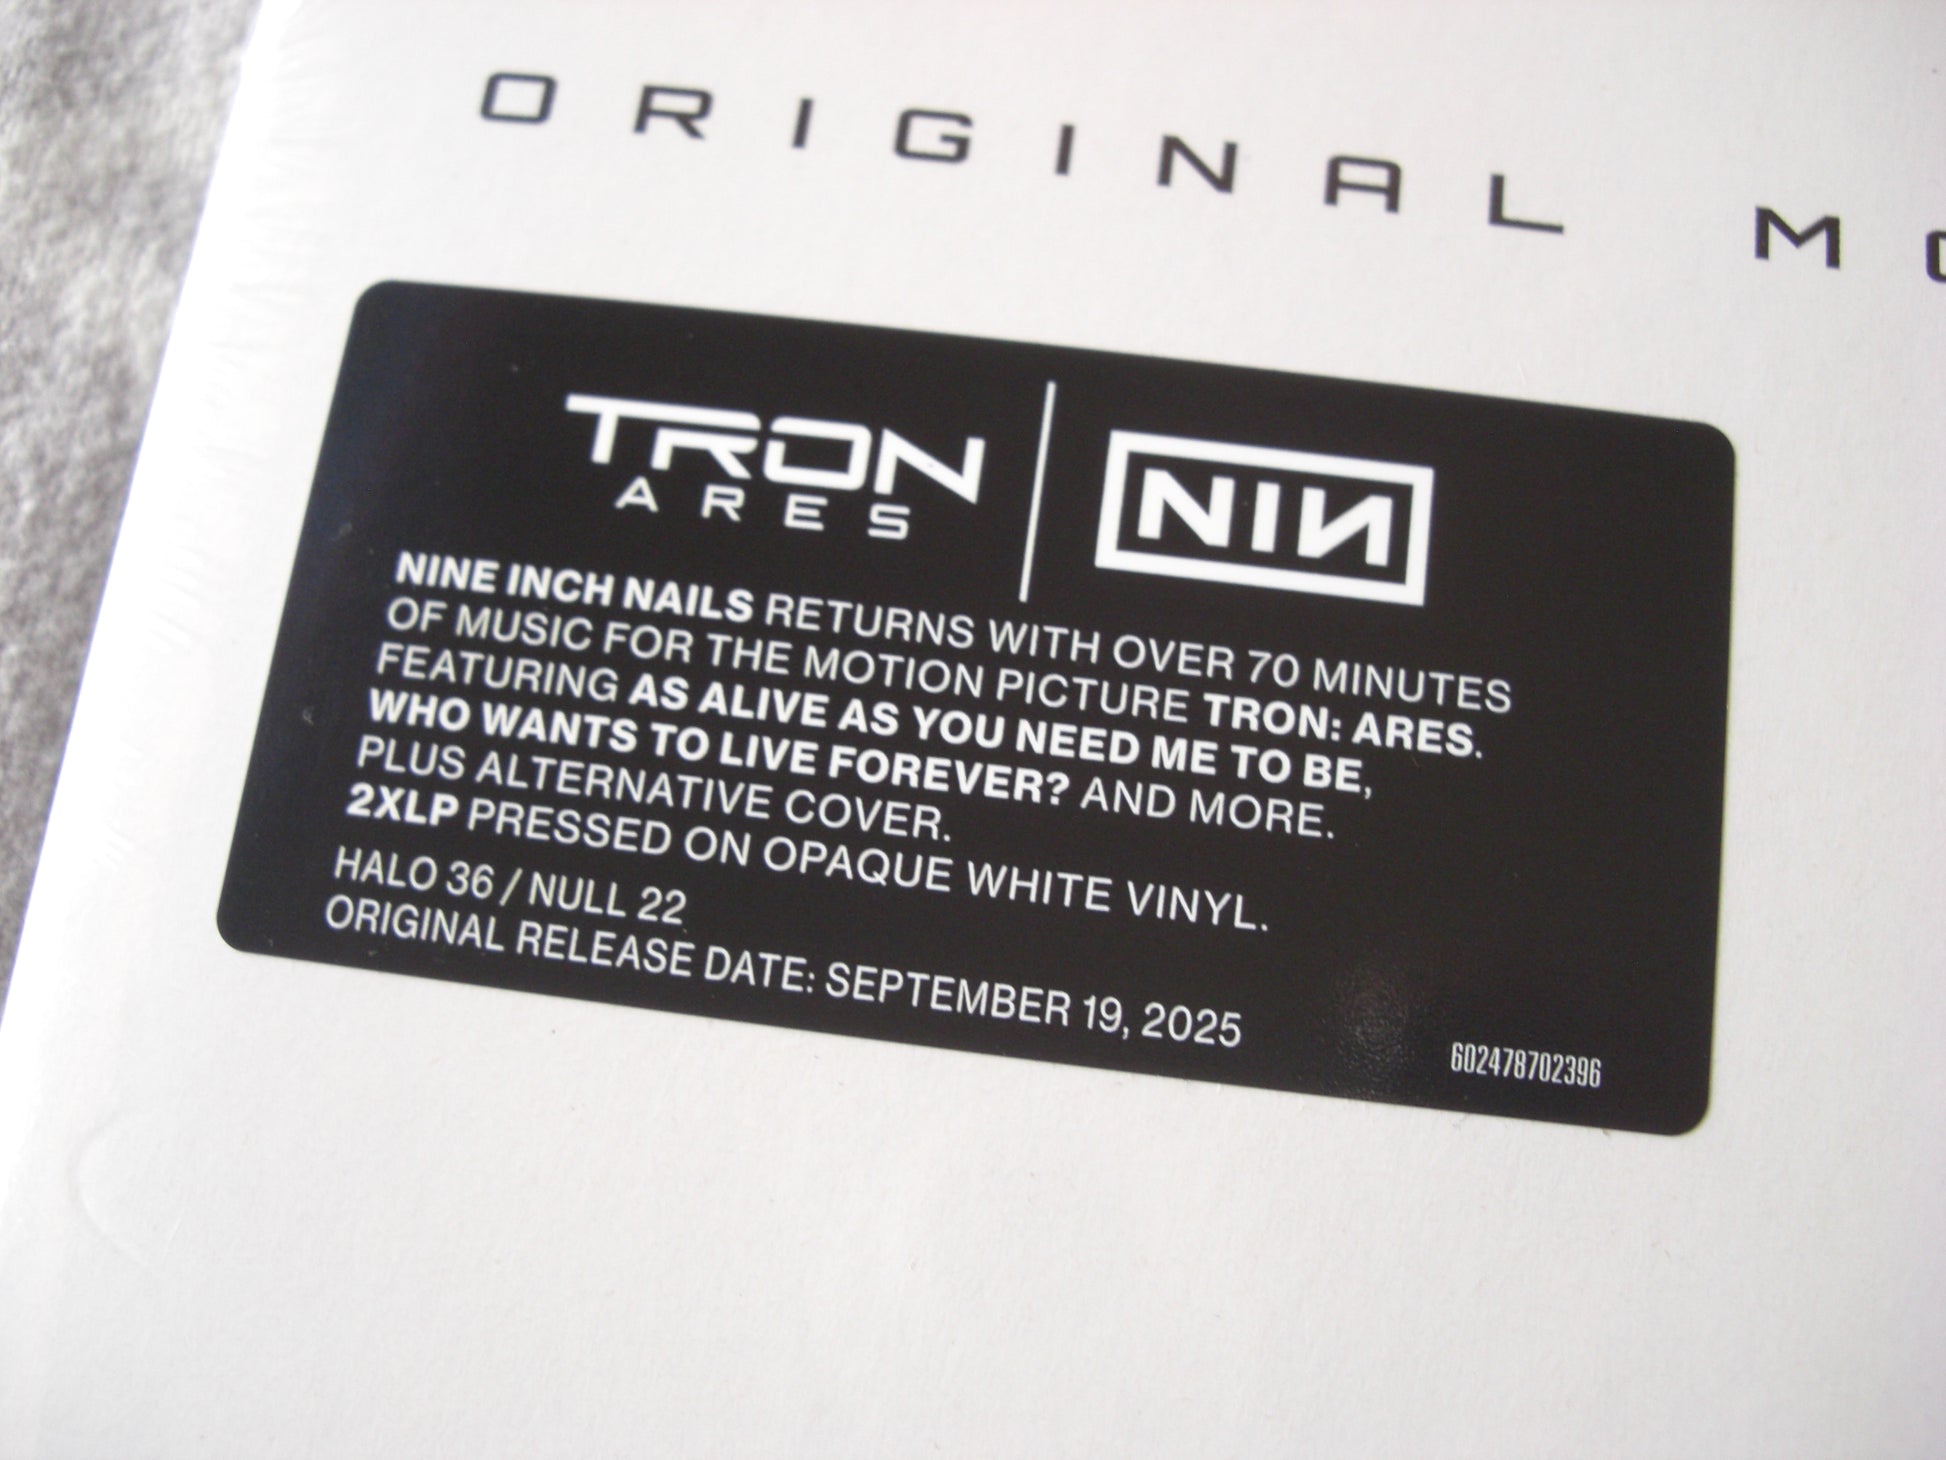 ORIGINAL MO
TRON
ARES
NIN
NINE INCH NAILS RETURNS WITH OVER 70 MINUTES
OF MUSIC FOR THE MOTION PICTURE TRON: ARES.
FEATURING AS ALIVE AS YOU NEED ME TO BE,
WHO WANTS TO LIVE FOREVER? AND MORE.
PLUS ALTERNATIVE COVER.
2XLP PRESSED ON OPAQUE WHITE VINYL.
HALO 36 / NULL 22
ORIGINAL RELEASE DATE: SEPTEMBER 19, 2025
602478702396